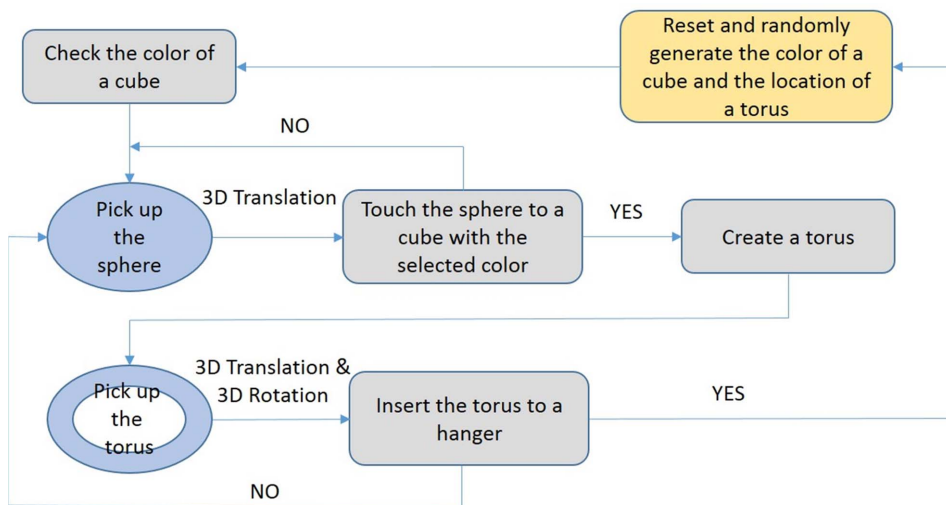 Check the color of
a cube
Reset and randomly
generate the color of a
cube and the location of
a torus
NO
Pick up
the
sphere
3D Translation
Touch the sphere to a
cube with the
selected color
YES
Create a torus
Pick up
the
torus
3D Translation &
3D Rotation
Insert the torus to a
hanger
YES
NO